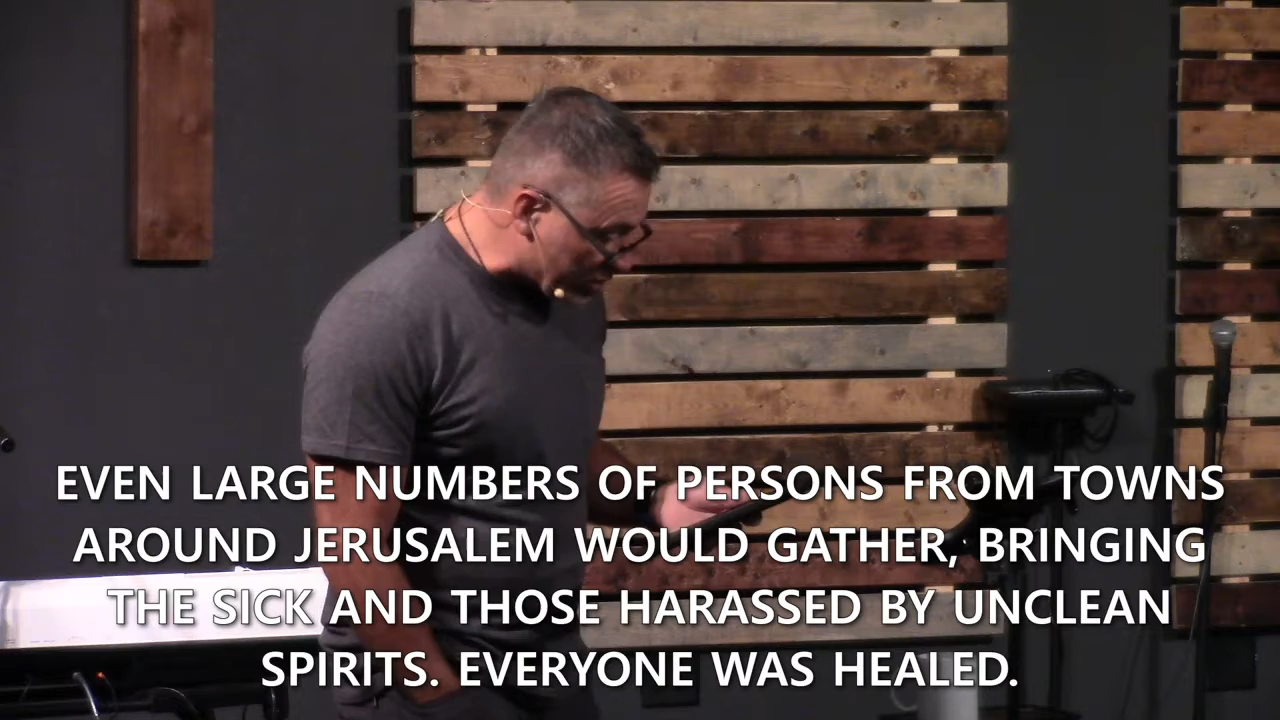 EVEN LARGE NUMBERS OF PERSONS FROM TOWNS
AROUND JERUSALEM WOULD GATHER, BRINGING
THE SICK AND THOSE HARASSED BY UNCLEAN
SPIRITS. EVERYONE WAS HEALED.